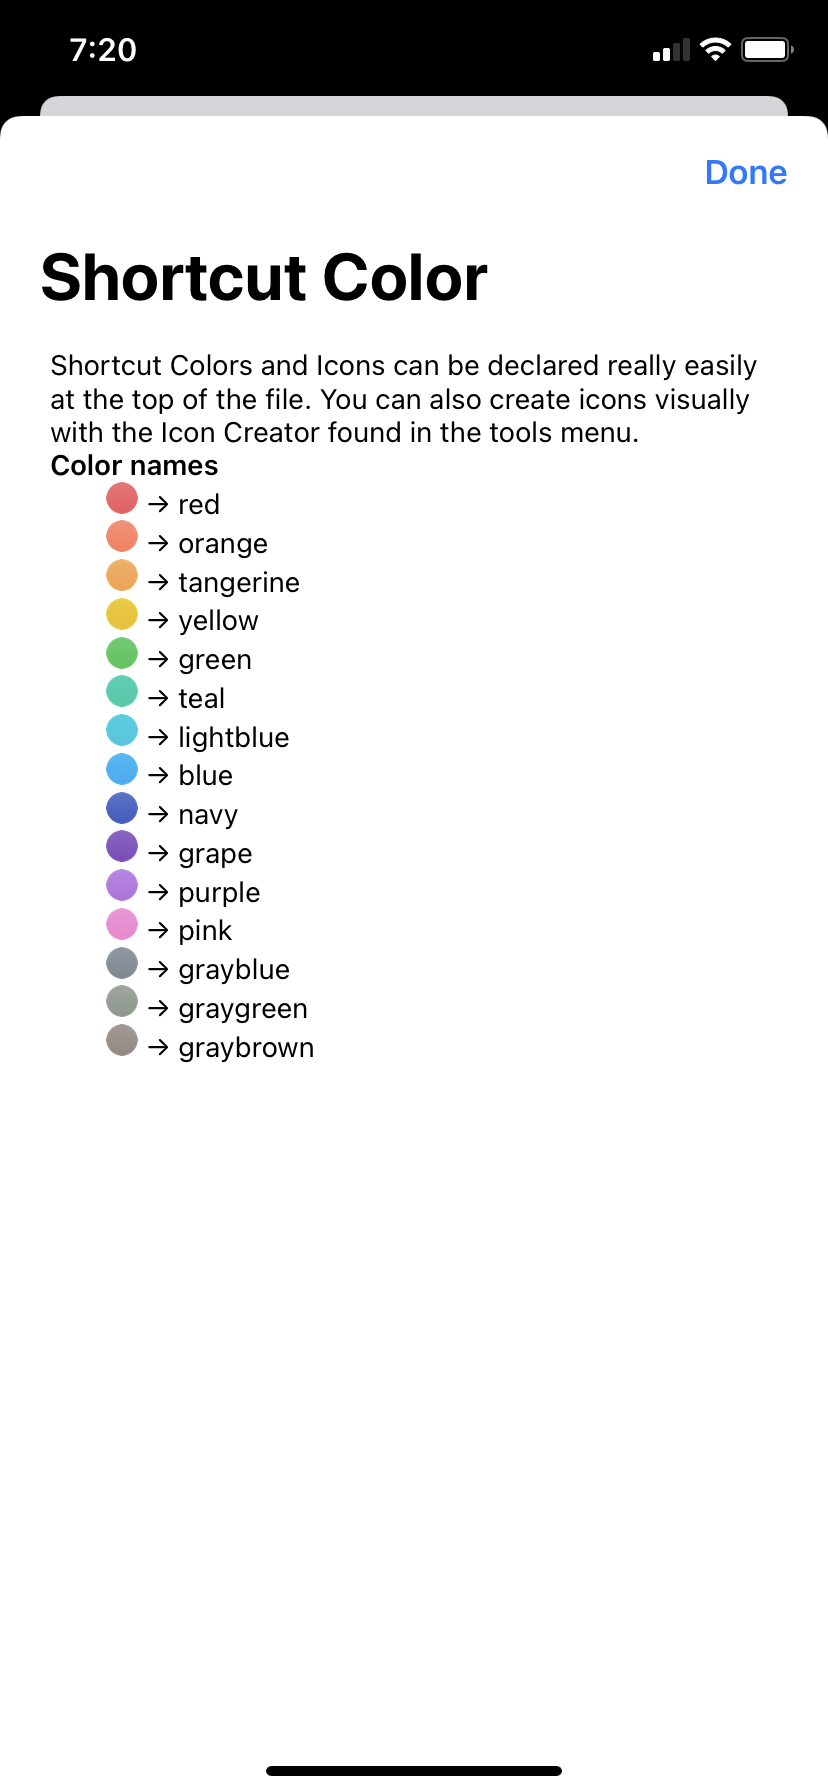 7:20
Done
Shortcut Color
Shortcut Colors and Icons can be declared really easily
at the top of the file. You can also create icons visually
with the Icon Creator found in the tools menu.
Color names
→ red
→ orange
→ tangerine
→ yellow
→ green
→ teal
→ lightblue
→ blue
→ navy
→ grape
→ purple
→ pink
→ grayblue
→ graygreen
→ graybrown